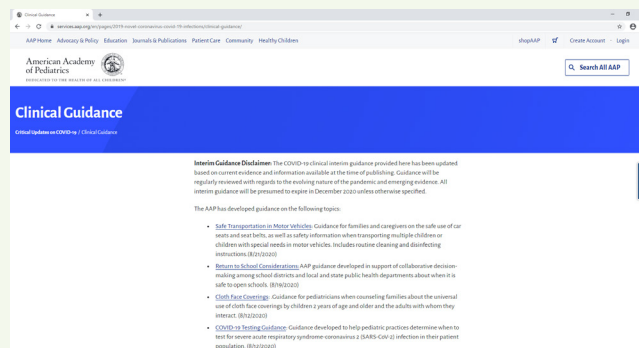 Clinical Guidance
services.aap.org/en/pages/2019-novel-coronavirus-covid-19-infections/clinical-guidance/
AAP Home Advocacy & Policy Education Journals & Publications Patient Care Community Healthy Children shopAAP Create Account Login
American Academy
of Pediatrics
DEDICATED TO THE HEALTH OF ALL CHILDREN®
Search All AAP
Clinical Guidance
Critical Updates on COVID-19 / Clinical Guidance
Interim Guidance Disclaimer: The COVID-19 clinical interim guidance provided here has been updated
based on current evidence and information available at the time of publishing. Guidance will be
regularly reviewed with regards to the evolving nature of the pandemic and emerging evidence. All
interim guidance will be presumed to expire in December 2020 unless otherwise specified.
The AAP has developed guidance on the following topics:
• Safe Transportation in Motor Vehicles: Guidance for families and caregivers on the safe use of car
seats and seat belts, as well as safety information when transporting multiple children or
children with special needs in motor vehicles. Includes routine cleaning and disinfecting
instructions.(8/21/2020)
• Return to School Considerations: AAP guidance developed in support of collaborative decision-
making among school districts and local and state public health departments about when it is
safe to open schools. (8/19/2020)
• Cloth Face Coverings: Guidance for pediatricians when counseling families about the universal
use of cloth face coverings by children 2 years of age and older and the adults with whom they
interact. (8/12/2020)
• COVID-19 Testing Guidance: Guidance developed to help pediatric practices determine when to
test for severe acute respiratory syndrome-coronavirus 2 (SARS-CoV-2) infection in their patient
population. (8/12/2020)